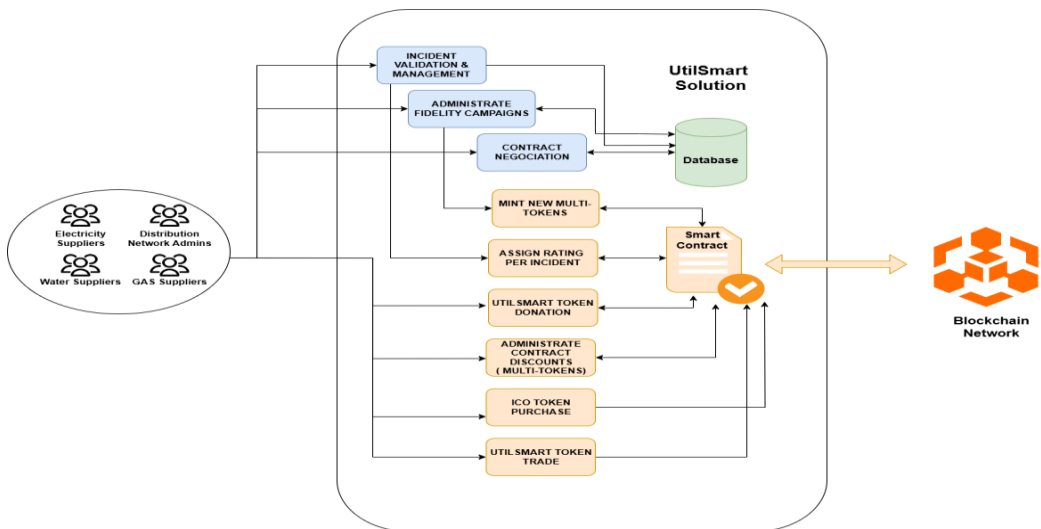 INCIDENT
VALIDATION &
MANAGEMENT
UtilSmart
Solution
ADMINISTRATE
FIDELITY CAMPAIGNS
CONTRACT
NEGOCIATION
Database
MINT NEW MULTI-
TOKENS
Electricity
Suppliers
Distribution
Network Admins
Water Suppliers
GAS Suppliers
Smart
Contract
ASSIGN RATING
PER INCIDENT
UTILSMART TOKEN
DONATION
Blockchain
Network
ADMINISTRATE
CONTRACT
DISCOUNTS
( MULTI-TOKENS)
ICO TOKEN
PURCHASE
UTILSMART TOKEN
TRADE